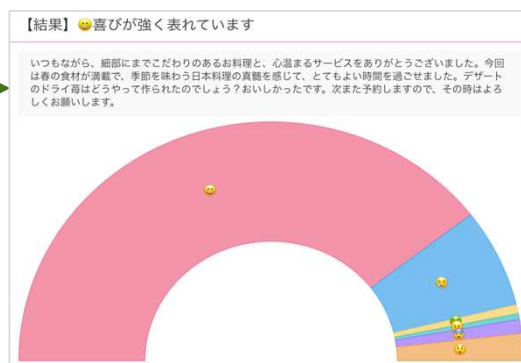 【結果】😄喜びが強く表れています
いつもながら、細部にまでこだわりのあるお料理と、心温まるサービスをありがとうございました。今回
は春の食材が満載で、季節を味わう日本料理の真髄を感じて、とてもよい時間を過ごせました。デザート
のドライ苺はどうやって作られたのでしょう？おいしかったです。次また予約しますので、その時はよろ
しくお願いします。